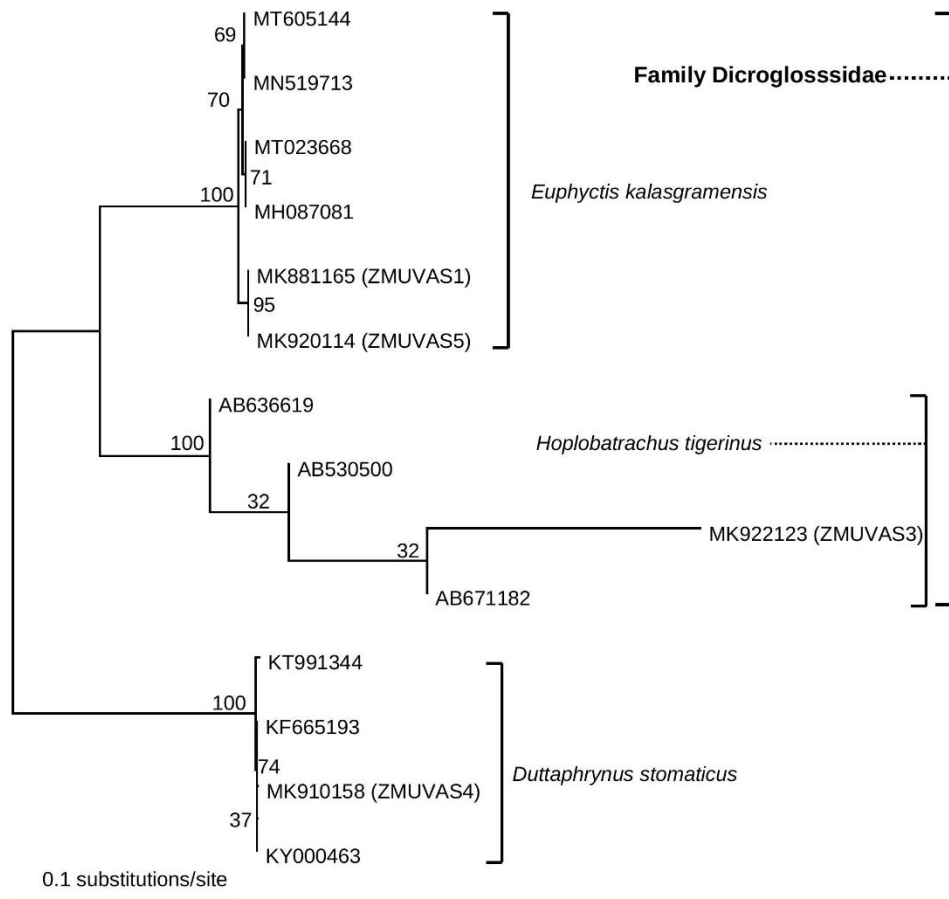 MT605144
69
Family Dicroglosssidae
MN519713
70
MT023668
71
Euphyctis kalasgramensis
100
MH087081
MK881165 (ZMUVAS1)
95
MK920114 (ZMUVAS5)
AB636619
100
Hoplobatrachus tigerinus
AB530500
32
MK922123 (ZMUVAS3)
32
AB671182
KT991344
100
KF665193
74
Duttaphrynus stomaticus
MK910158 (ZMUVAS4)
37
KY000463
0.1 substitutions/site